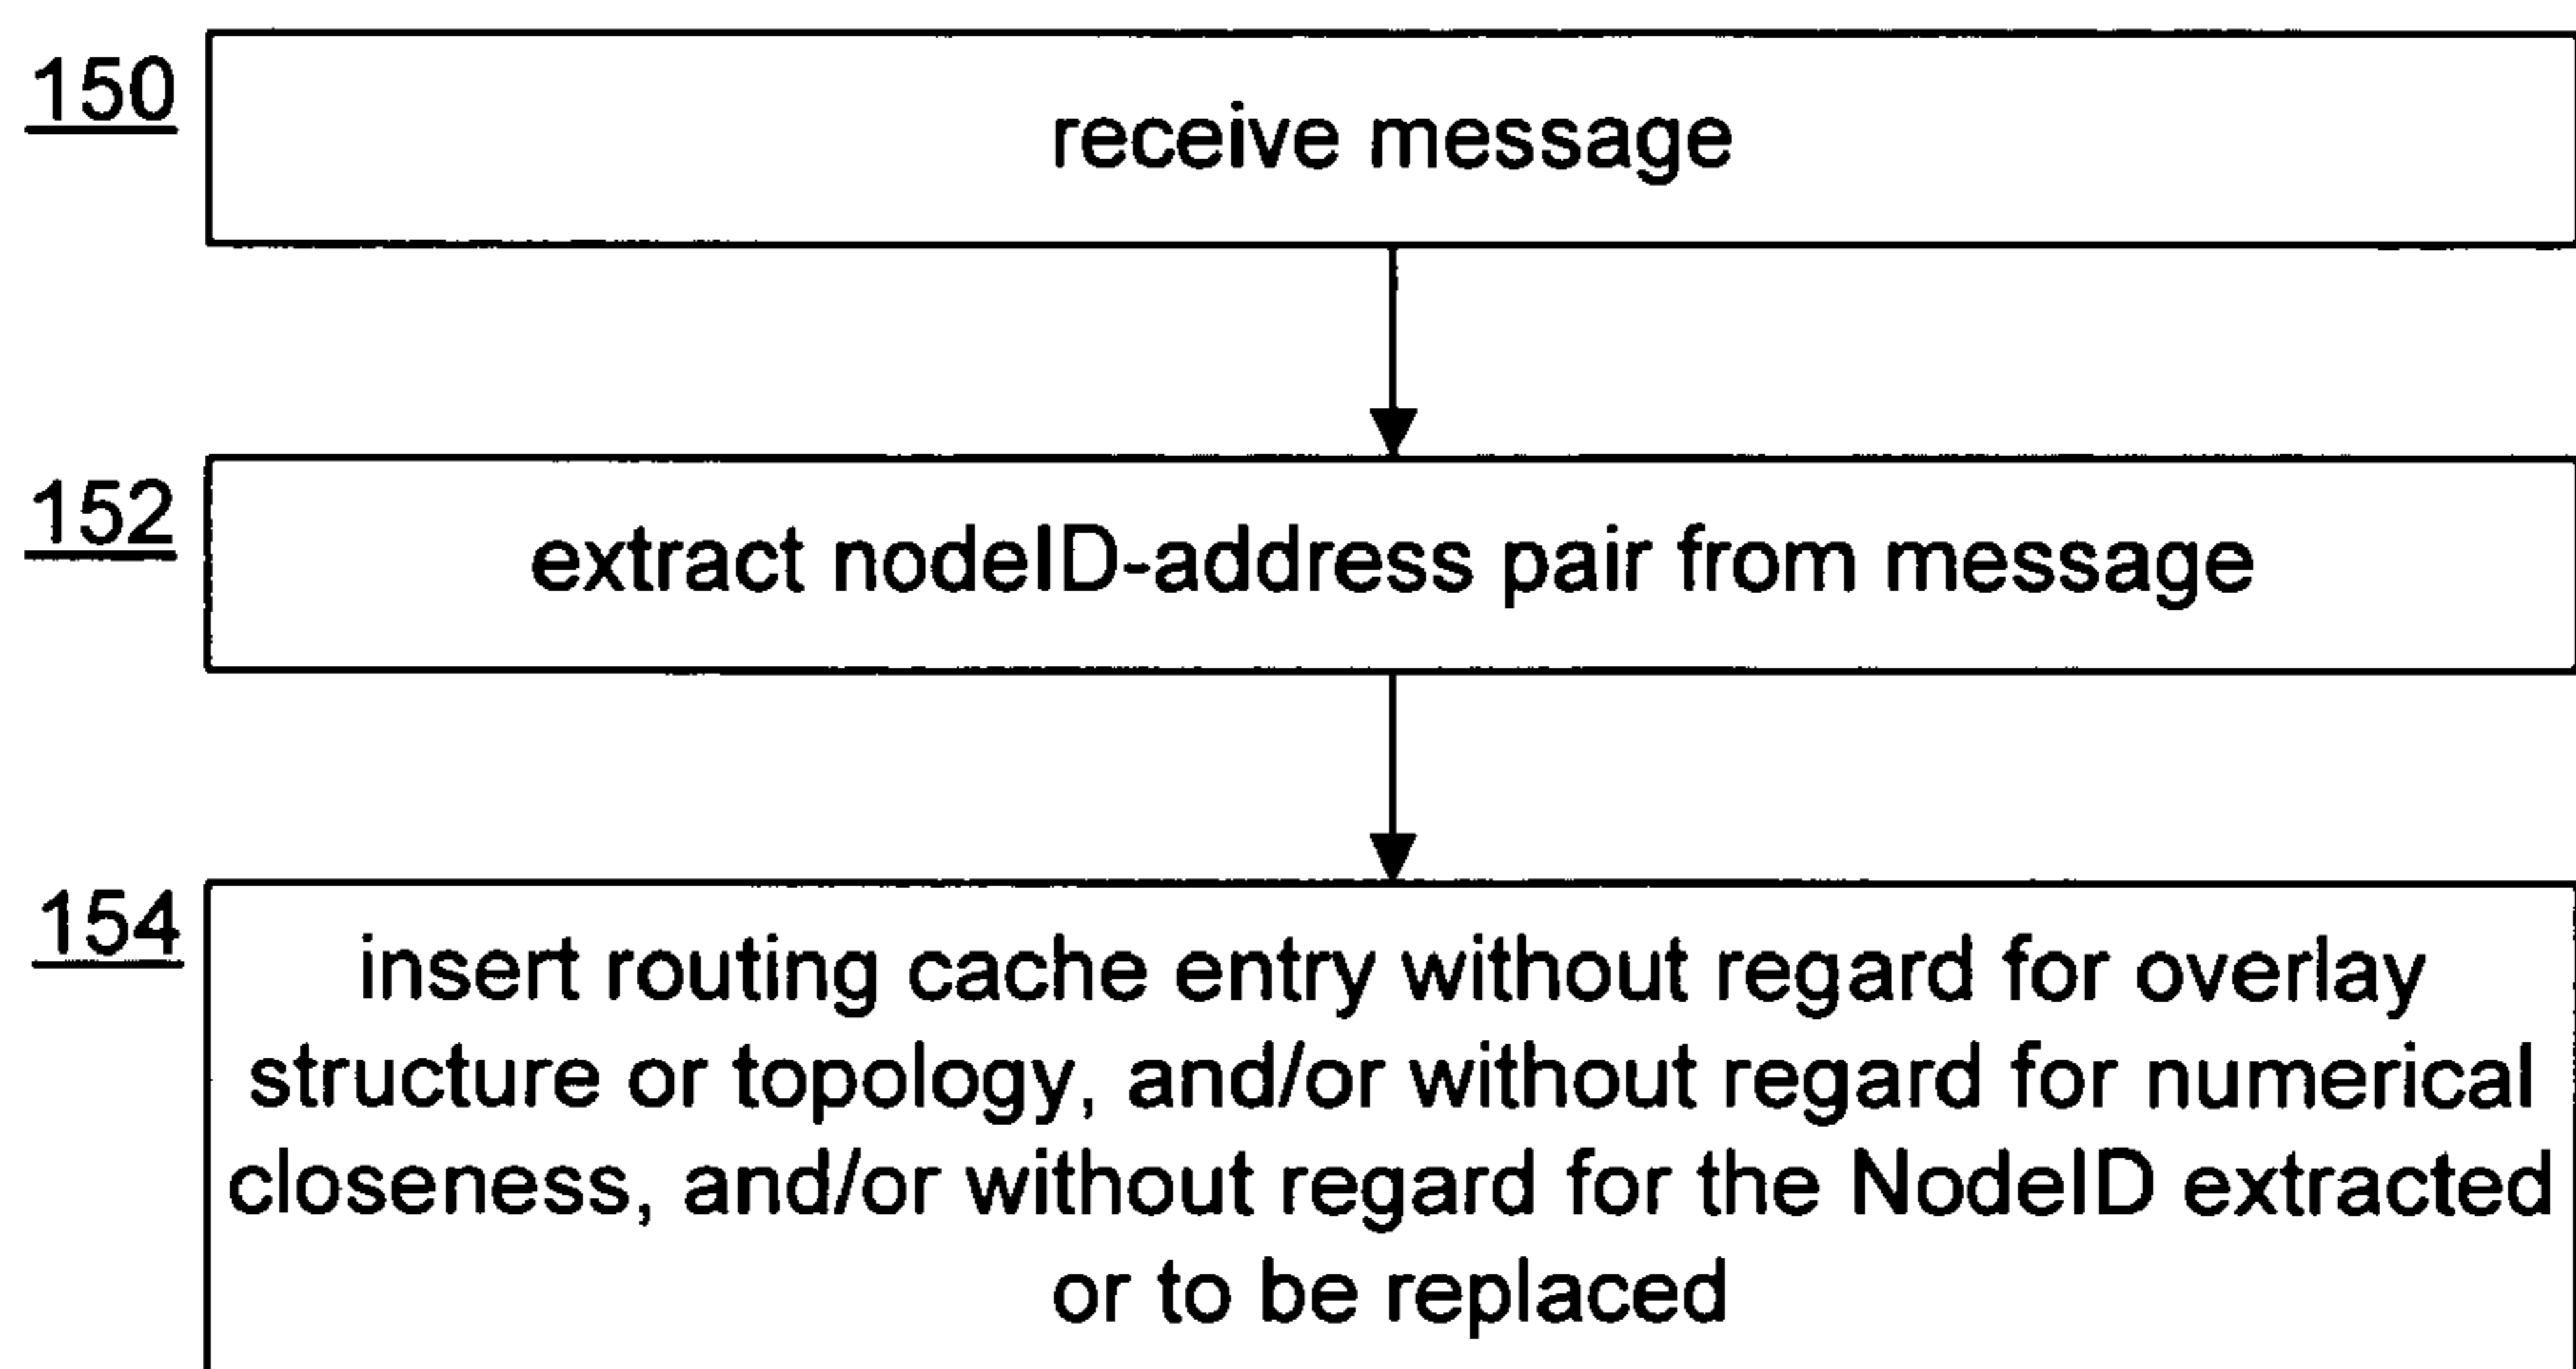 150
receive message
152
extract nodeID-address pair from message
154
insert routing cache entry without regard for overlay
structure or topology, and/or without regard for numerical
closeness, and/or without regard for the NodeID extracted
or to be replaced